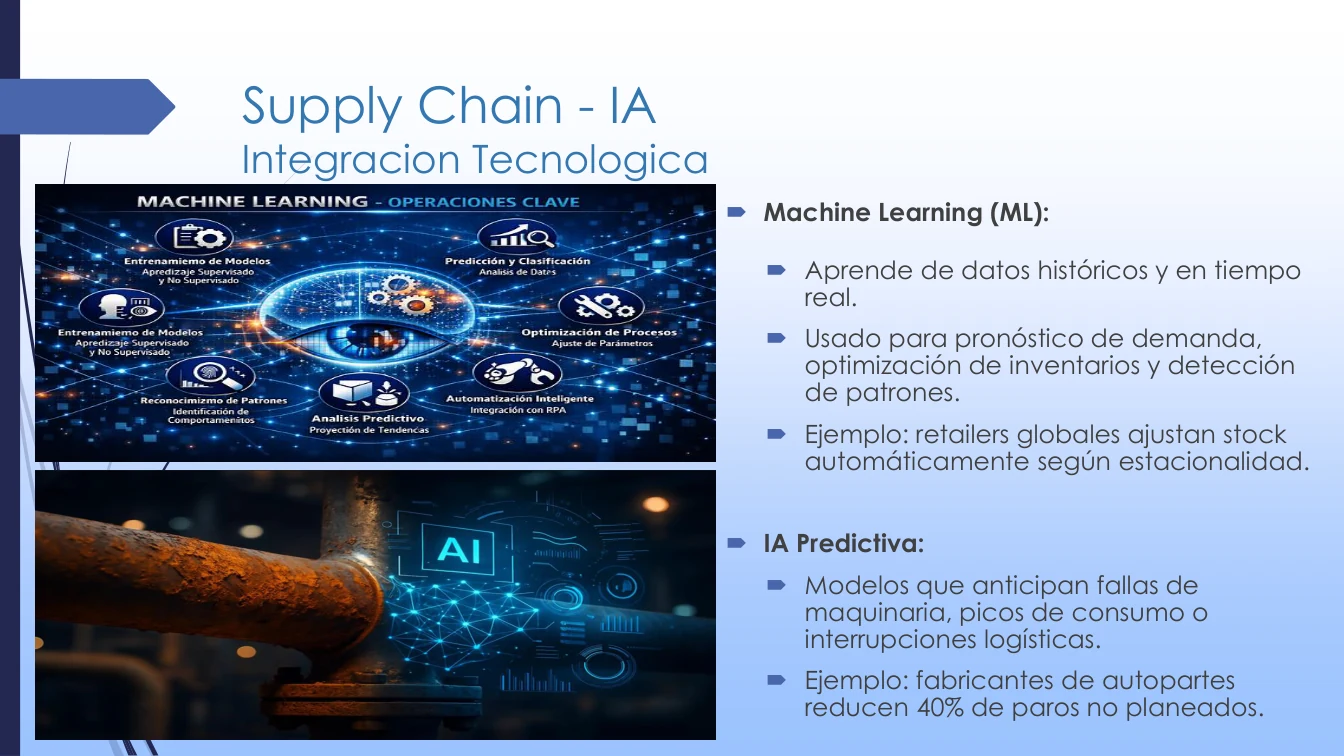 Supply Chain - IA
Integracion Tecnologica
MACHINE LEARNING - OPERACIONES CLAVE
Entrenamiemo de Modelos
Apredizaje Supervisado
y No Supervisado
Predicción y Clasificación
Analisis de Datos
Entrenamiemo de Modelos
Apredizaje Supervisado
y No Supervisado
Optimización de Procesos
Ajuste de Parámetros
Reconocimizmo de Patrones
Identificatión de
Comportamenitos
Analisis Predictivo
Proyectión de Tendencas
Automatización Inteligente
Integración con RPA
AI
Machine Learning (ML):
Aprende de datos históricos y en tiempo
real.
Usado para pronóstico de demanda,
optimización de inventarios y detección
de patrones.
Ejemplo: retailers globales ajustan stock
automáticamente según estacionalidad.
IA Predictiva:
Modelos que anticipan fallas de
maquinaria, picos de consumo o
interrupciones logísticas.
Ejemplo: fabricantes de autopartes
reducen 40% de paros no planeados.